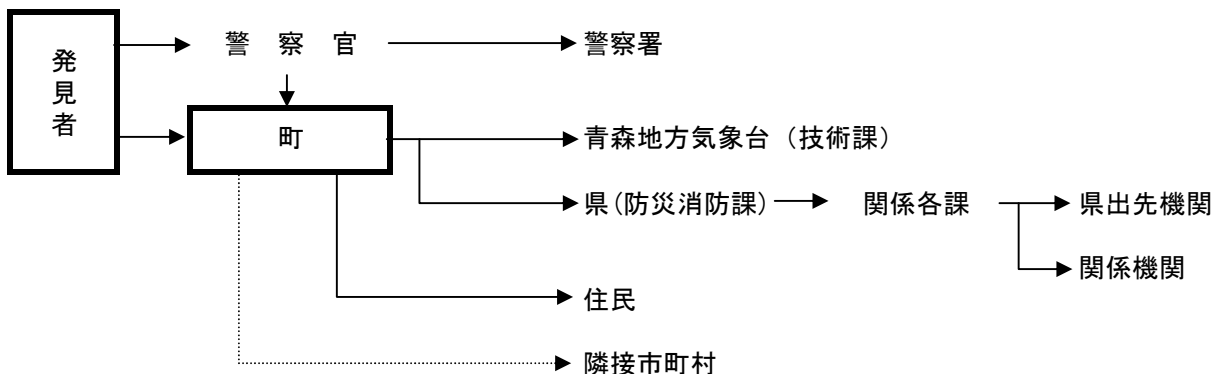 発見者
警 察 官
警察署
町
青森地方気象台（技術課）
県(防災消防課)
関係各課
県出先機関
関係機関
住民
隣接市町村